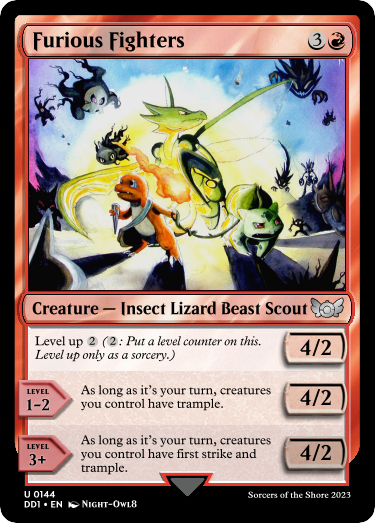 Furious Fighters 3
Creature — Insect Lizard Beast Scout
Level up 2 (2: Put a level counter on this.
Level up only as a sorcery.)
4/2
LEVEL
1-2
As long as it's your turn, creatures
you control have trample.
4/2
LEVEL
3+
As long as it's your turn, creatures
you control have first strike and
trample.
4/2
U 0144
DD1 • EN Night-Owl8
Sorcers of the Shore 2023